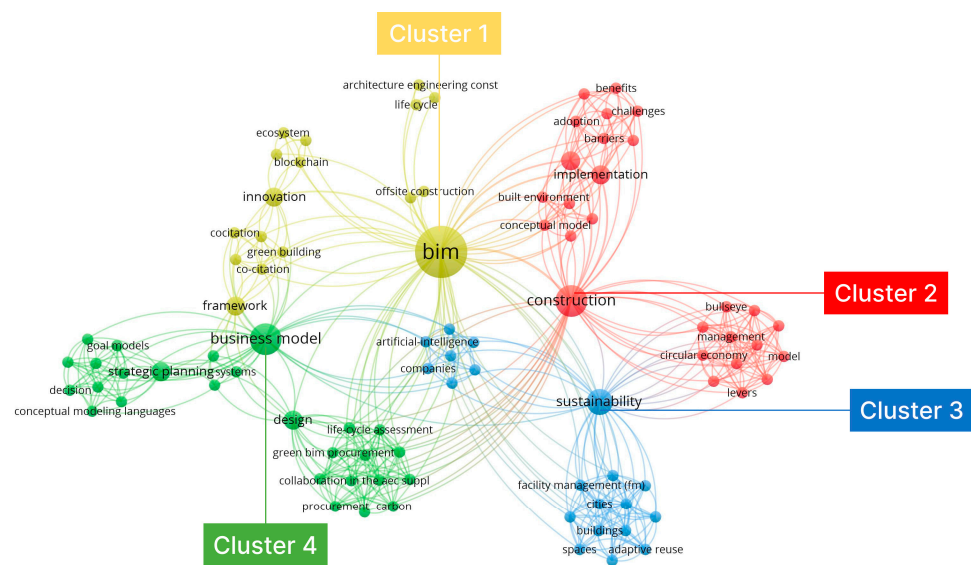 Cluster 1
architecture engineering const
life cycle
benefits
challenges
adoption
barriers
ecosystem
blockchain
implementation
innovation
offsite construction
built environment
conceptual model
cocitation
green building
co-citation
bim
Cluster 2
construction
framework
bullseye
business model
management
artificial-intelligence
goal models
circular economy
model
strategic planning
systems
companies
decision
levers
sustainability
Cluster 3
conceptual modeling languages
design
life-cycle assessment
green bim procurement
collaboration in the aec suppl
facility management (fm)
procurement
carbon
cities
buildings
Cluster 4
spaces
adaptive reuse